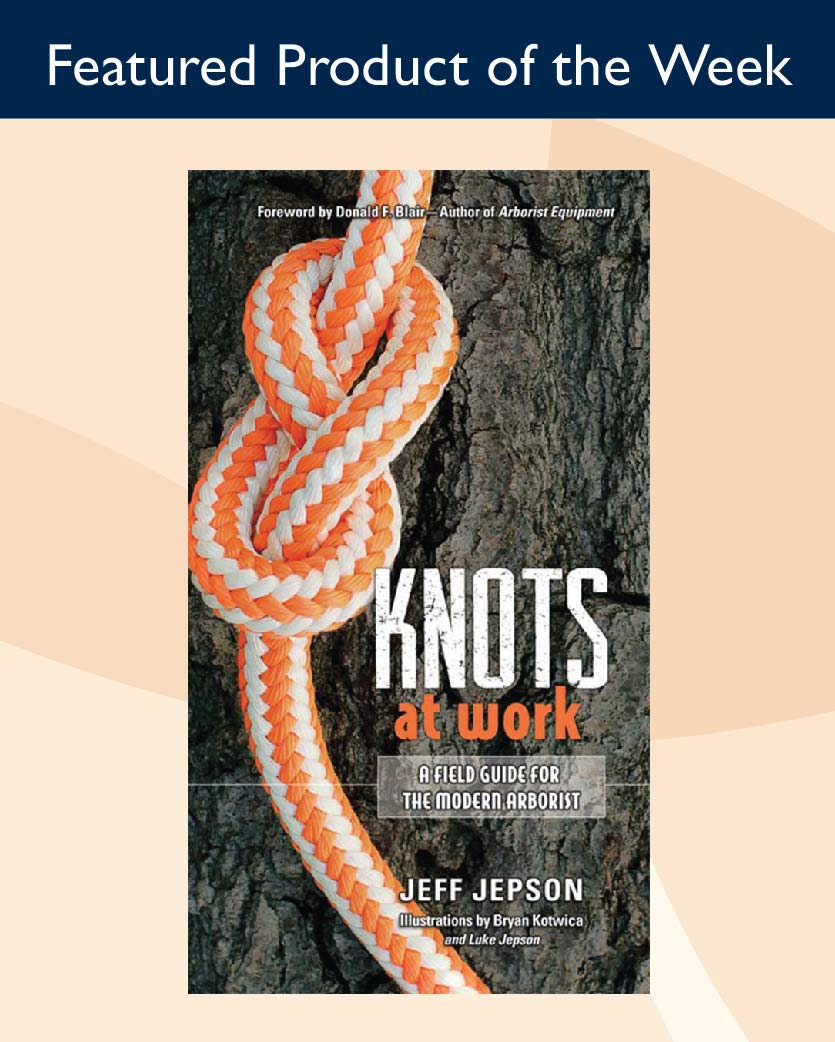 Featured Product of the Week
Foreword by Donald F. Blair—Author of Arborist Equipment
KNOTS
at work
A FIELD GUIDE FOR
THE MODERN ARBORIST
JEFF JEPSON
Illustrations by Bryan Kotwica
and Luke Jepson